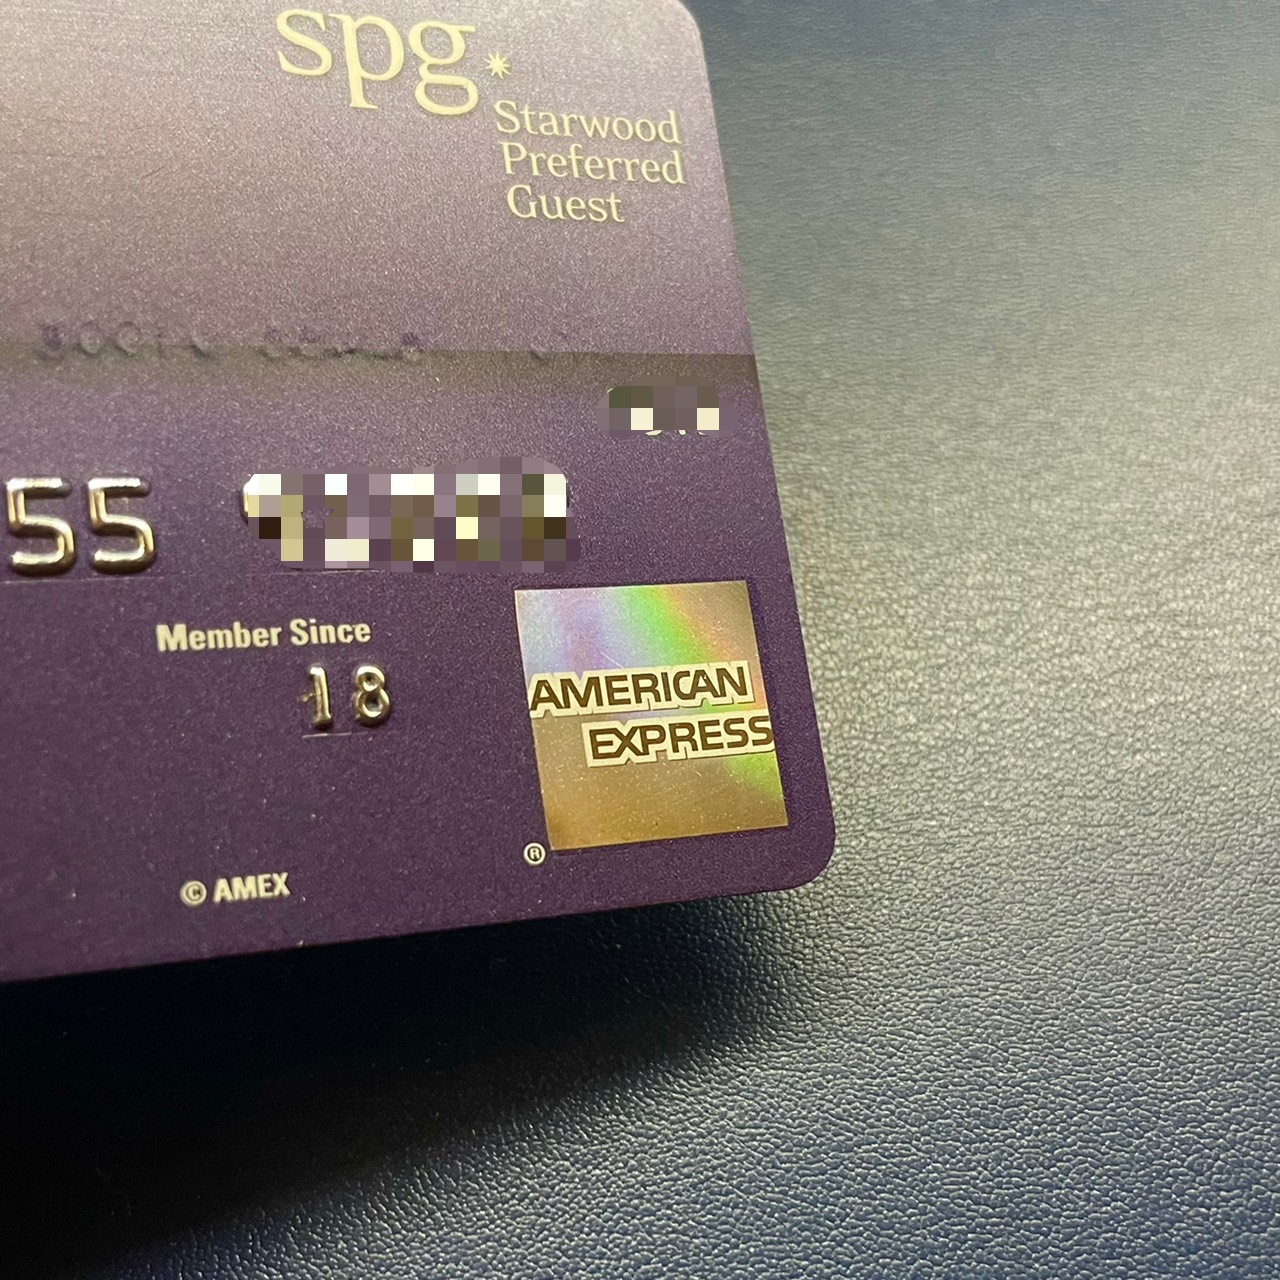 spg
Starwood
Preferred
Guest
55
Member Since
18
AMERICAN
EXPRESS
®
© AMEX